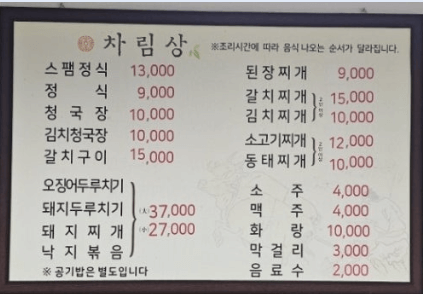 차림상
※조리시간에 따라 음식 나오는 순서가 달라집니다.
스팸정식 13,000
정식 9,000
청국장 10,000
김치청국장 10,000
갈치구이 15,000
오징어두루치기
돼지두루치기
돼지찌개
낙지볶음
(大) 37,000
(小) 27,000
※ 공기밥은 별도입니다
된장찌개 9,000
갈치찌개 15,000
김치찌개 10,000
소고기찌개 12,000
동태찌개 10,000
소주 4,000
맥주 4,000
화랑 10,000
막걸리 3,000
음료수 2,000